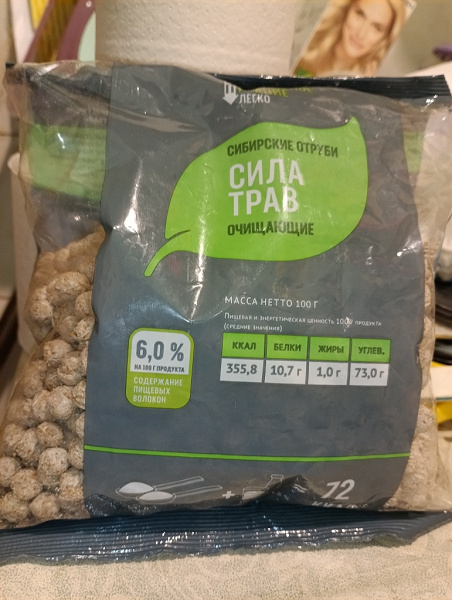 ЛЕГКО
СИБИРСКИЕ ОТРУБИ
СИЛА
ТРАВ
ОЧИЩАЮЩИЕ
МАССА НЕТТО 100 Г
Пищевая и энергетическая ценность 100 г продукта
(средние значения)
ККАЛ БЕЛКИ ЖИРЫ УГЛЕВ.
355,8 10,7 г 1,0 г 73,0 г
6,0 %
НА 100 Г ПРОДУКТА
СОДЕРЖАНИЕ
ПИЩЕВЫХ
ВОЛОКОН
+ 72